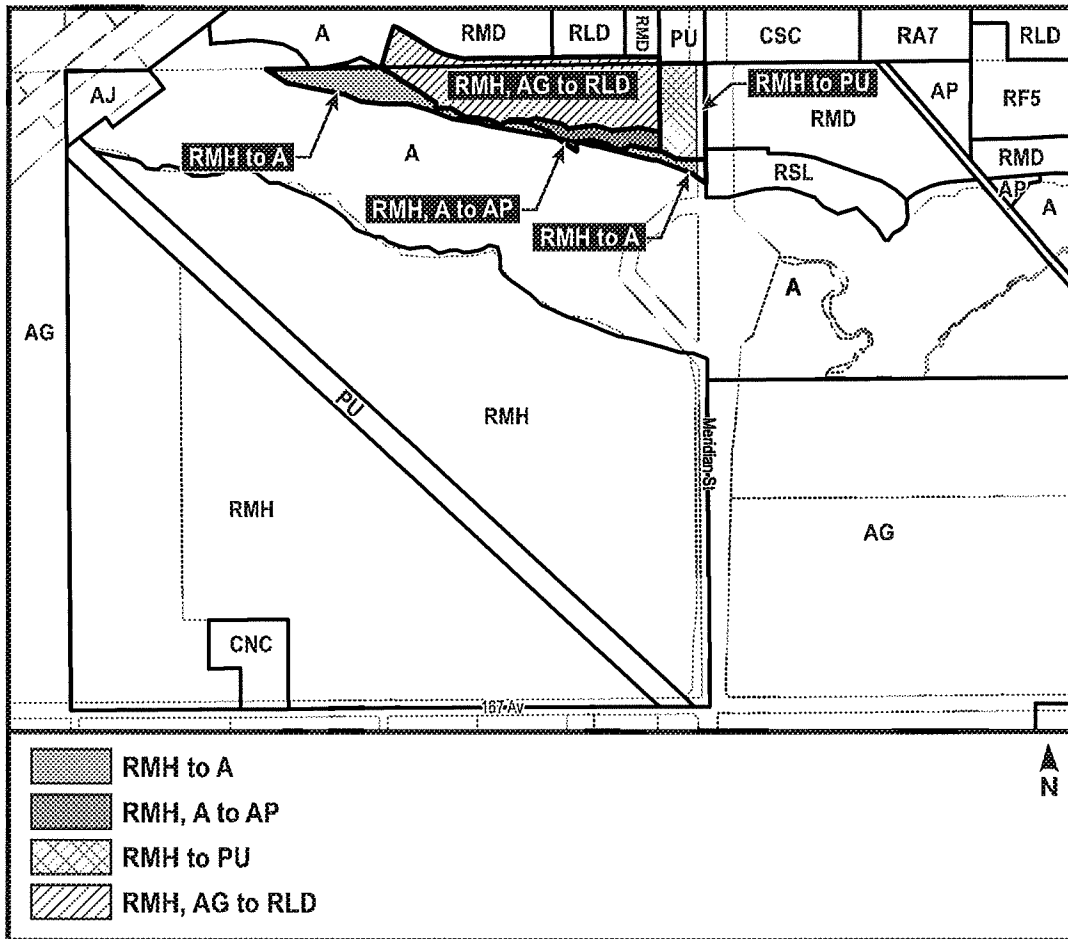 A
RMD
RLD
RMD
PU
CSC
RA7
RLD
AJ
RMH, AG to RLD
RMH to PU
AP
RF5
RMD
RMH to A
A
RSL
RMD
AP
RMH, A to AP
A
RMH to A
A
AG
PU
RMH
Meridian St
RMH
AG
CNC
167 Av
RMH to A
N
RMH, A to AP
RMH to PU
RMH, AG to RLD